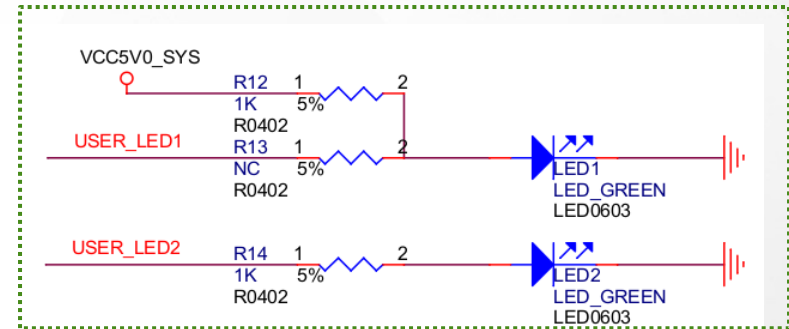 VCC5V0_SYS
R12 1 2
1K 5%
R0402
USER_LED1 R13 1 2
NC 5%
R0402
LED1
LED_GREEN
LED0603
USER_LED2 R14 1 2
1K 5%
R0402
LED2
LED_GREEN
LED0603